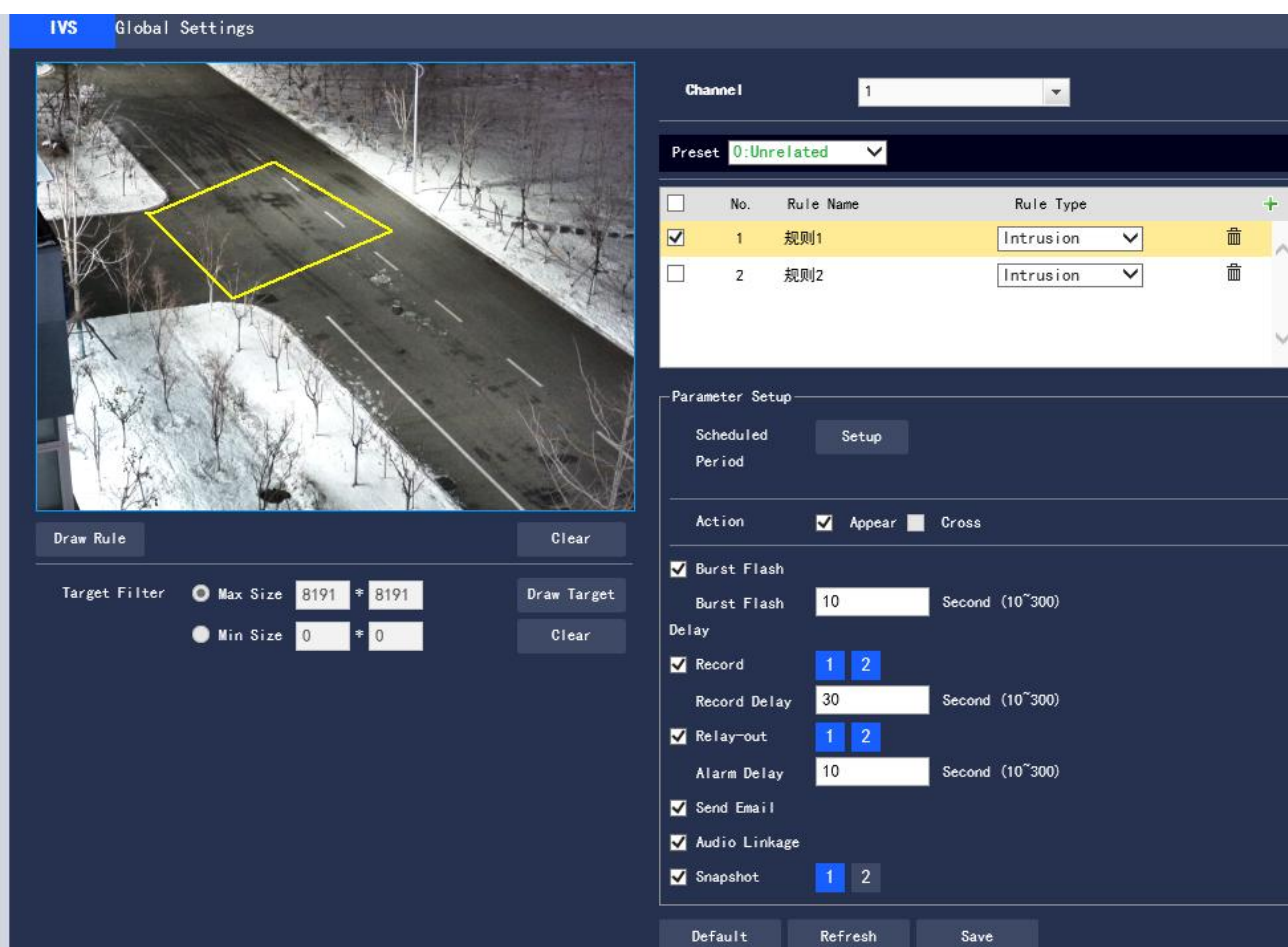 IVS Global Settings
Channel 1
Preset 0:Unrelated
No. Rule Name Rule Type +
1 规则1 Intrusion
2 规则2 Intrusion
Parameter Setup
Scheduled Period Setup
Action Appear Cross
Draw Rule Clear
Burst Flash
Target Filter Max Size 8191 * 8191 Draw Target
Burst Flash Delay 10 Second (10~300)
Min Size 0 * 0 Clear
Record 1 2
Record Delay 30 Second (10~300)
Relay-out 1 2
Alarm Delay 10 Second (10~300)
Send Email
Audio Linkage
Snapshot 1 2
Default Refresh Save